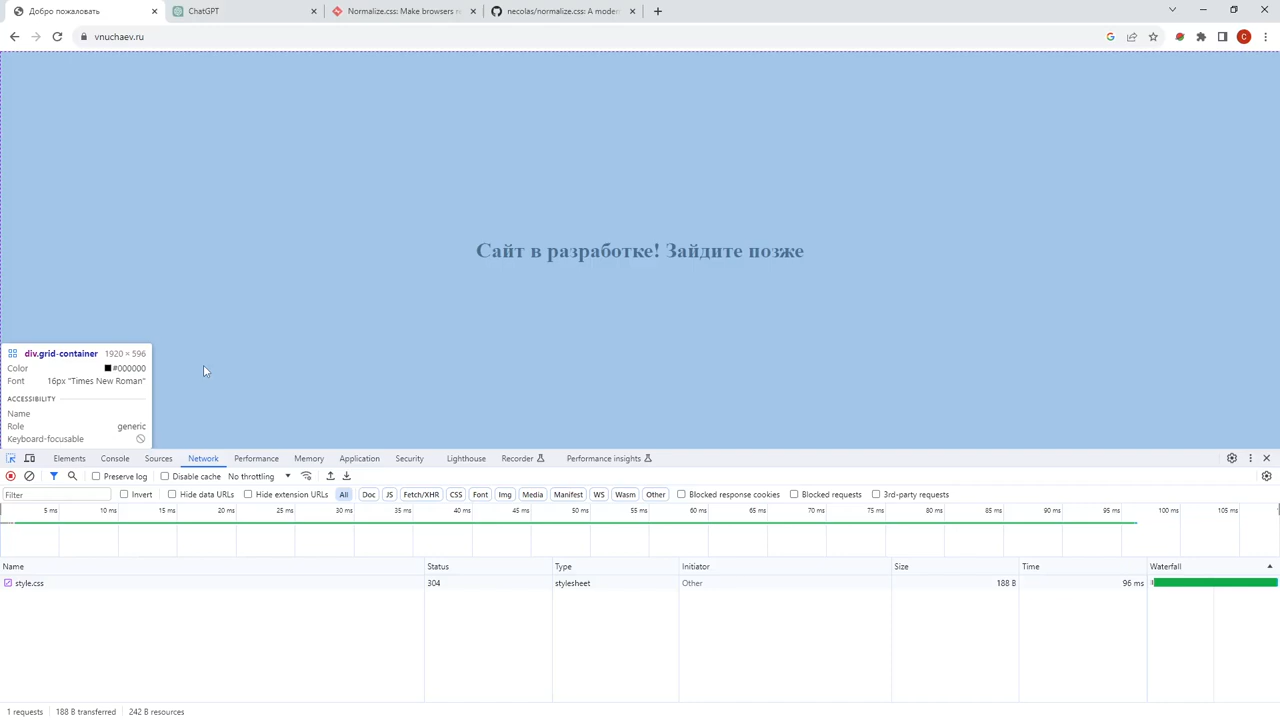 Добро пожаловать
ChatGPT
Normalize.css: Make browsers r
necolas/normalize.css: A moder
vnuchaev.ru
C
Сайт в разработке! Зайдите позже
div.grid-container 1920 × 596
Color #000000
Font 16px "Times New Roman"
ACCESSIBILITY
Name
Role generic
Keyboard-focusable
Elements Console Sources Network Performance Memory Application Security Lighthouse Recorder Performance insights
Preserve log Disable cache No throttling
Filter Invert Hide data URLs Hide extension URLs All Doc JS Fetch/XHR CSS Font Img Media Manifest WS Wasm Other Blocked response cookies Blocked requests 3rd-party requests
5 ms 10 ms 15 ms 20 ms 25 ms 30 ms 35 ms 40 ms 45 ms 50 ms 55 ms 60 ms 65 ms 70 ms 75 ms 80 ms 85 ms 90 ms 95 ms 100 ms 105 ms
Name Status Type Initiator Size Time Waterfall
style.css 304 stylesheet Other 188 B 96 ms
1 requests 188 B transferred 242 B resources